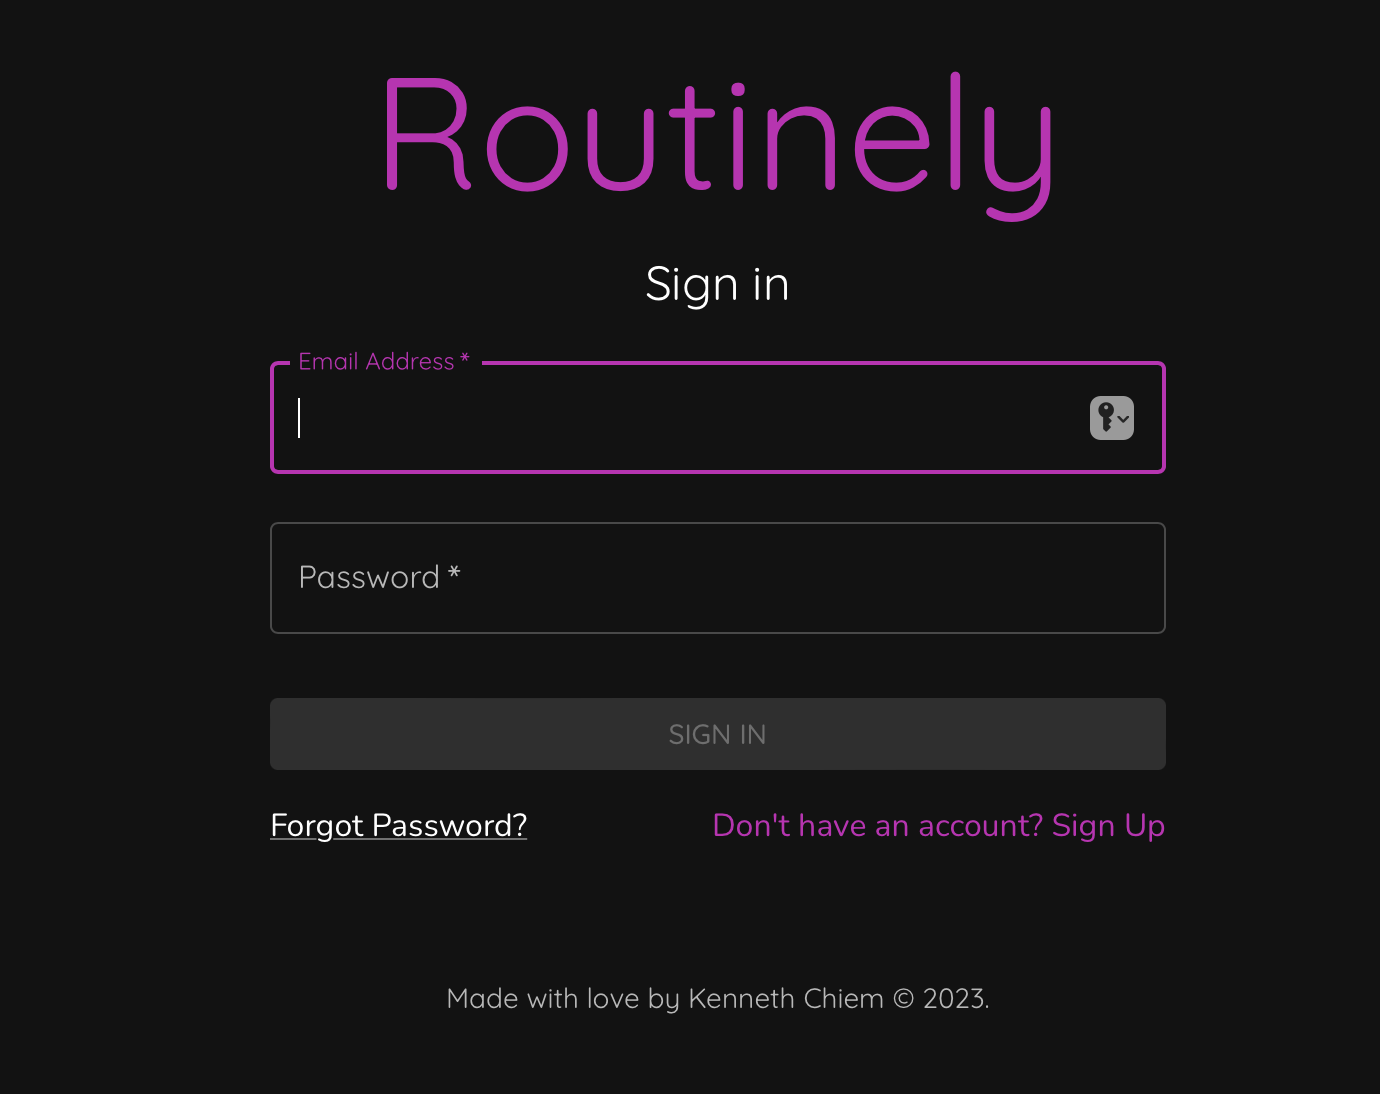 Routinely
Sign in
Email Address *
Password *
SIGN IN
Forgot Password? Don't have an account? Sign Up
Made with love by Kenneth Chiem © 2023.